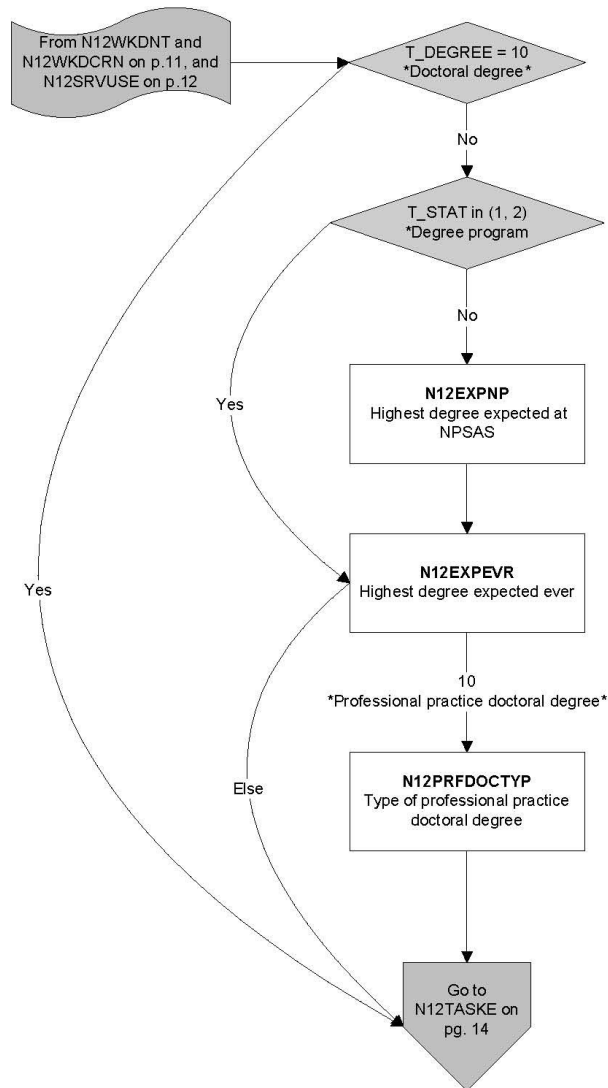 From N12WKDNT and
N12WKDCRN on p.11, and
N12SRVUSE on p.12
T_DEGREE = 10
*Doctoral degree*
No
T_STAT in (1, 2)
*Degree program
No
Yes
N12EXPNP
Highest degree expected at
NPSAS
N12EXPEVR
Highest degree expected ever
Yes
10
*Professional practice doctoral degree*
Else
N12PRFDOCTYP
Type of professional practice
doctoral degree
Go to
N12TASKE on
pg. 14